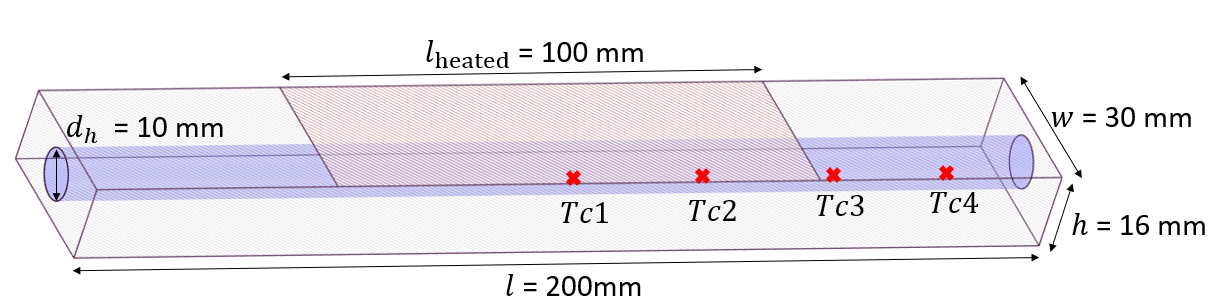 l_heated = 100 mm
d_h = 10 mm
w = 30 mm
Tc1
Tc2
Tc3
Tc4
h = 16 mm
l = 200mm